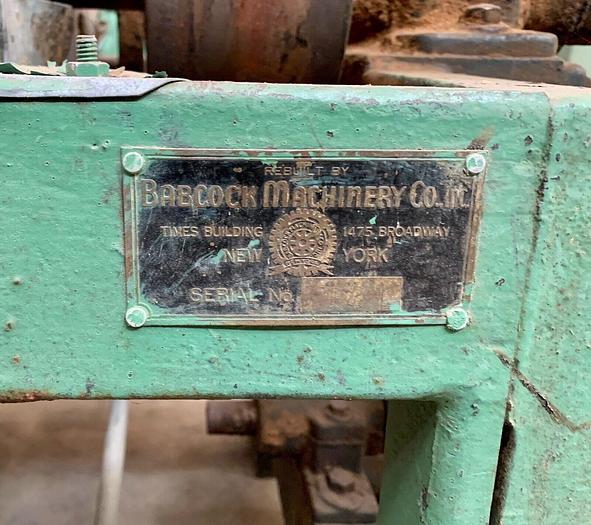 REBUILT BY
BABCOCK MACHINERY CO. INC.
TIMES BUILDING 1475 BROADWAY
NEW YORK
SERIAL NO.